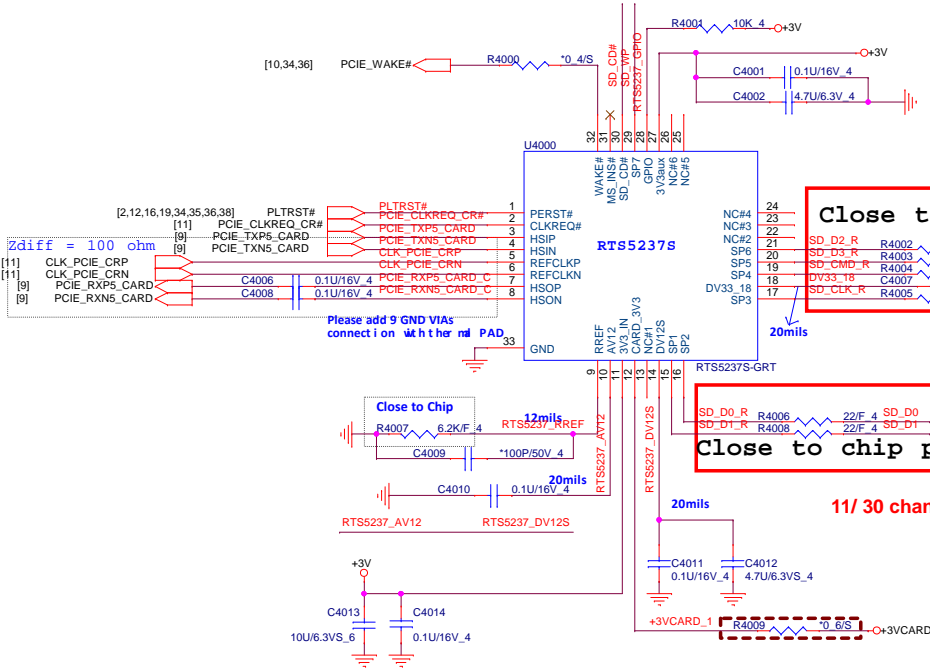 R4001 10K_4 +3V
+3V
[10,34,36] PCIE_WAKE# R4000 *0_4/S
SD_CD#
SD_WP
RTS5237_GPIO
C4001 0.1U/16V_4
C4002 4.7U/6.3V_4
32 31 30 29 28 27 26 25
U4000
WAKE# MS_INS# SD_CD# SP7 GPIO 3V3aux NC#6 NC#5
[2,12,16,19,34,35,36,38] PLTRST# PLTRST# 1 PERST#
[11] PCIE_CLKREQ_CR# PCIE_CLKREQ_CR# 2 CLKREQ#
[9] PCIE_TXP5_CARD PCIE_TXP5_CARD 3 HSIP
[9] PCIE_TXN5_CARD PCIE_TXN5_CARD 4 HSIN
Zdiff = 100 ohm
[11] CLK_PCIE_CRP CLK_PCIE_CRP 5 REFCLKP
[11] CLK_PCIE_CRN CLK_PCIE_CRN 6 REFCLKN
[9] PCIE_RXP5_CARD C4006 0.1U/16V_4 PCIE_RXP5_CARD_C 7 HSOP
[9] PCIE_RXN5_CARD C4008 0.1U/16V_4 PCIE_RXN5_CARD_C 8 HSON
RTS5237S
NC#4 24
NC#3 23
NC#2 22
SP6 21 SD_D2_R R4002
SP5 20 SD_D3_R R4003
SP4 19 SD_CMD_R R4004
DV33_18 18 DV33_18 C4007
SP3 17 SD_CLK_R R4005
Close t
20mils
Please add 9 GND VIAs
connection with thermal PAD
33 GND
RREF AV12 3V3_IN CARD_3V3 NC#1 DV12S SP1 SP2
RTS5237S-GRT
9 10 11 12 13 14 15 16
Close to Chip
R4007 6.2K/F_4
12mils
RTS5237_RREF
C4009 *100P/50V_4
20mils
C4010 0.1U/16V_4
RTS5237_AV12
RTS5237_DV12S
SD_D0_R R4006 22/F_4 SD_D0
SD_D1_R R4008 22/F_4 SD_D1
Close to chip p
20mils
11/30 chan
RTS5237_AV12 RTS5237_DV12S
C4011
0.1U/16V_4
C4012
4.7U/6.3VS_4
+3V
C4013
10U/6.3VS_6
C4014
0.1U/16V_4
+3VCARD_1 R4009 *0_6/S +3VCARD